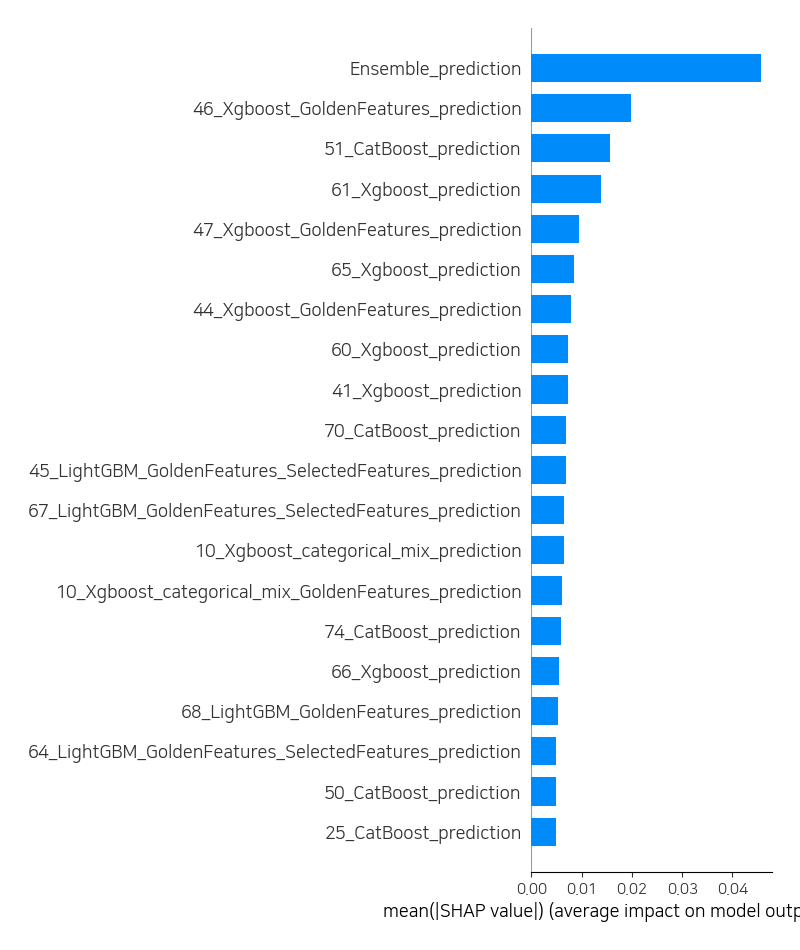 Ensemble_prediction
46_Xgboost_GoldenFeatures_prediction
51_CatBoost_prediction
61_Xgboost_prediction
47_Xgboost_GoldenFeatures_prediction
65_Xgboost_prediction
44_Xgboost_GoldenFeatures_prediction
60_Xgboost_prediction
41_Xgboost_prediction
70_CatBoost_prediction
45_LightGBM_GoldenFeatures_SelectedFeatures_prediction
67_LightGBM_GoldenFeatures_SelectedFeatures_prediction
10_Xgboost_categorical_mix_prediction
10_Xgboost_categorical_mix_GoldenFeatures_prediction
74_CatBoost_prediction
66_Xgboost_prediction
68_LightGBM_GoldenFeatures_prediction
64_LightGBM_GoldenFeatures_SelectedFeatures_prediction
50_CatBoost_prediction
25_CatBoost_prediction
0.00 0.01 0.02 0.03 0.04
mean(|SHAP value|) (average impact on model outp